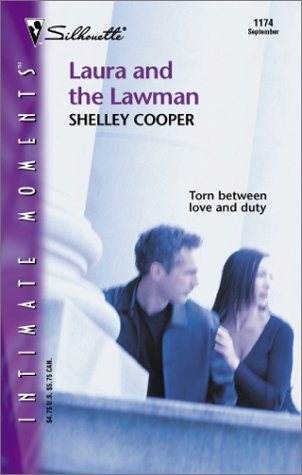 Silhouette®
1174
September
Laura and
the Lawman
SHELLEY COOPER
Torn between
love and duty
INTIMATE MOMENTS™
$4.75 U.S. $5.75 CAN.